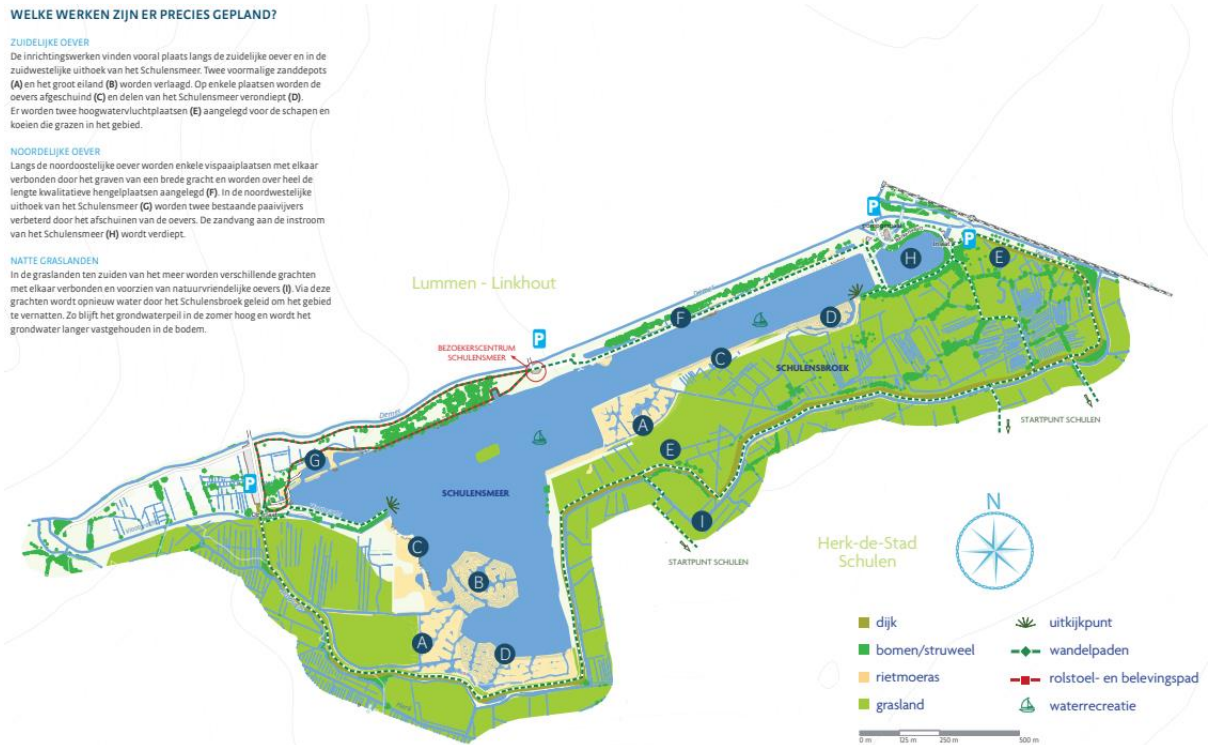 WELKE WERKEN ZIJN ER PRECIES GEPLAND?
ZUIDELIJKE OEVER
De inrichtingswerken vinden vooral plaats langs de zuidelijke oever en in de
zuidwestelijke uithoek van het Schulensmeer. Twee voormalige zanddepots
(A) en het groot eiland (B) worden verlaagd. Op enkele plaatsen worden de
oevers afgeschuind (C) en delen van het Schulensmeer verondiept (D).
Er worden twee hoogwatervluchtplaatsen (E) aangelegd voor de schapen en
koeien die grazen in het gebied.
NOORDELIJKE OEVER
Langs de noordoostelijke oever worden enkele vispaaiplaatsen met elkaar
verbonden door het graven van een brede gracht en worden over heel de
lengte kwalitatieve hengelplaatsen aangelegd (F). In de noordwestelijke
uithoek van het Schulensmeer (G) worden twee bestaande paaivijvers
verbeterd door het afschuinen van de oevers. De zandvang aan de instroom
van het Schulensmeer (H) wordt verdiept.
NATTE GRASLANDEN
In de graslanden ten zuiden van het meer worden verschillende grachten
met elkaar verbonden en voorzien van natuurvriendelijke oevers (I). Via deze
grachten wordt opnieuw water door het Schulensbroek geleid om het gebied
te vernatten. Zo blijft het grondwaterpeil in de zomer hoog en wordt het
grondwater langer vastgehouden in de bodem.
P
P
H
E
Lummen - Linkhout
Demer
F
D
P
BEZOEKERSCENTRUM
SCHULENSMEER
C
SCHULENSBROEK
Demer
A
STARTPUNT SCHULEN
E
G
P
SCHULENSMEER
I
N
C
Herk-de-Stad
Schulen
STARTPUNT SCHULEN
B
A
D
dijk
uitkijkpunt
bomen/struweel
wandelpaden
rietmoeras
rolstoel- en belevingspad
grasland
waterrecreatie
0 m 125 m 250 m 500 m